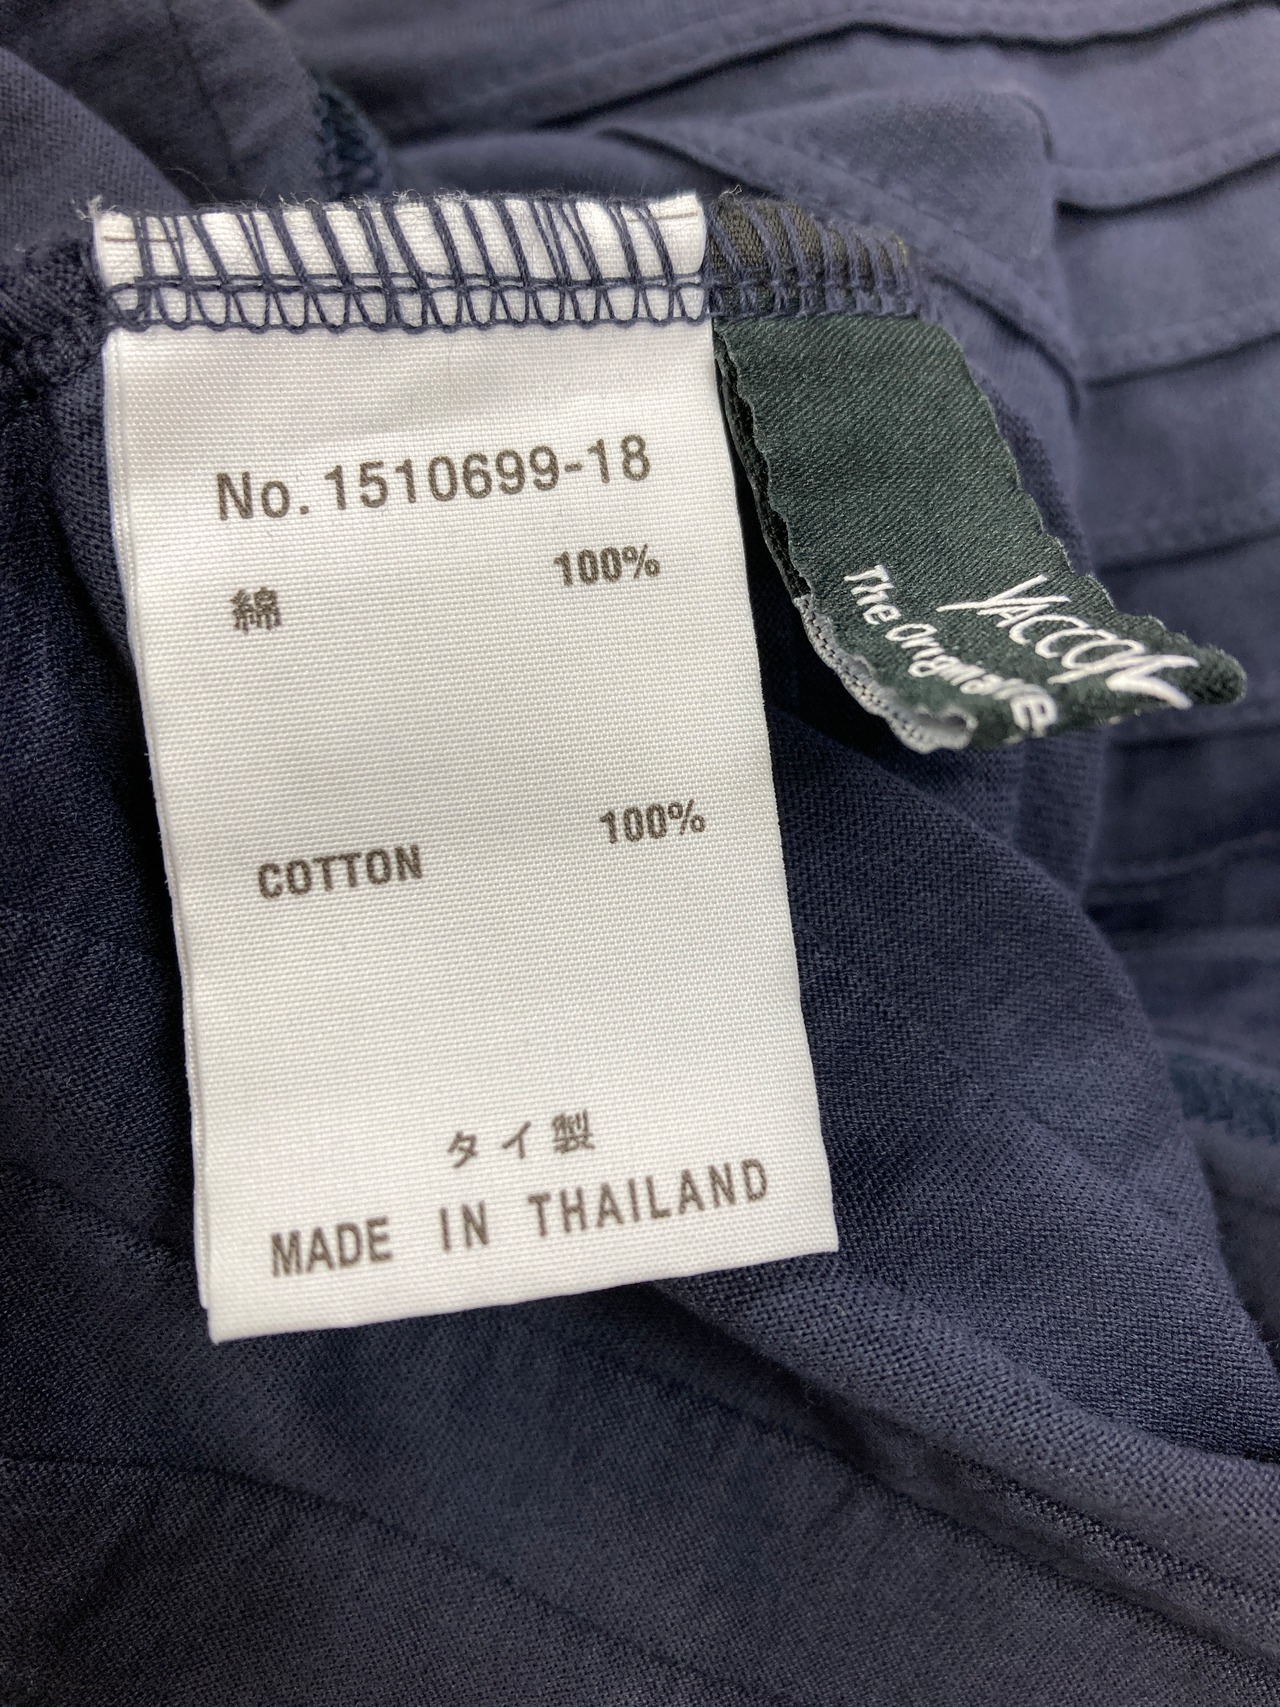 No. 1510699-18
綿 100%
COTTON 100%
タイ製
MADE IN THAILAND
YACCO
The Original